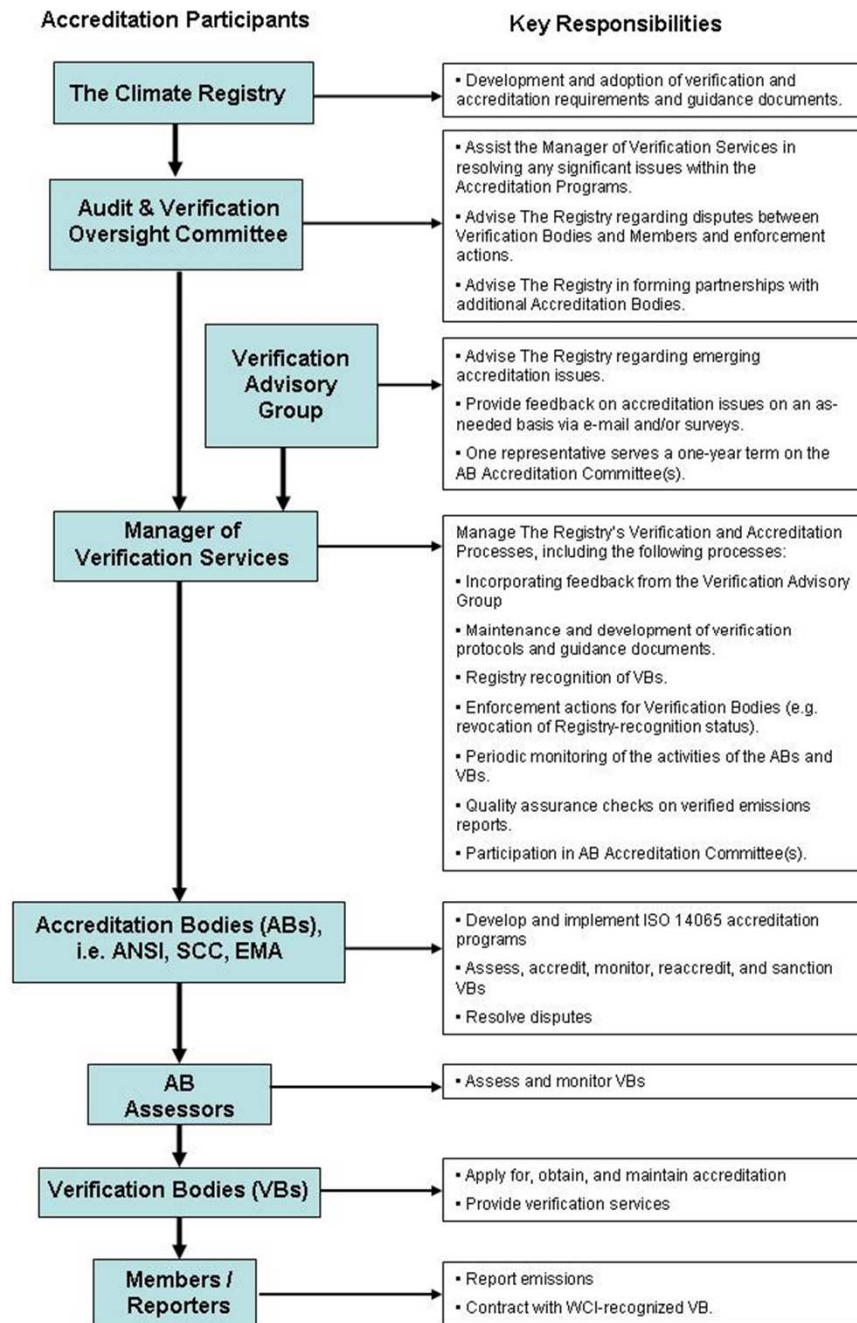 Accreditation Participants
Key Responsibilities
The Climate Registry
▪ Development and adoption of verification and
accreditation requirements and guidance documents.
Audit & Verification
Oversight Committee
▪ Assist the Manager of Verification Services in
resolving any significant issues within the
Accreditation Programs.
▪ Advise The Registry regarding disputes between
Verification Bodies and Members and enforcement
actions.
▪ Advise The Registry in forming partnerships with
additional Accreditation Bodies.
Verification
Advisory
Group
▪ Advise The Registry regarding emerging
accreditation issues.
▪ Provide feedback on accreditation issues on an as-
needed basis via e-mail and/or surveys.
▪ One representative serves a one-year term on the
AB Accreditation Committee(s).
Manager of
Verification Services
Manage The Registry's Verification and Accreditation
Processes, including the following processes:
▪ Incorporating feedback from the Verification Advisory
Group
▪ Maintenance and development of verification
protocols and guidance documents.
▪ Registry recognition of VBs.
▪ Enforcement actions for Verification Bodies (e.g.
revocation of Registry-recognition status).
▪ Periodic monitoring of the activities of the ABs and
VBs.
▪ Quality assurance checks on verified emissions
reports.
▪ Participation in AB Accreditation Committee(s).
Accreditation Bodies (ABs),
i.e. ANSI, SCC, EMA
▪ Develop and implement ISO 14065 accreditation
programs
▪ Assess, accredit, monitor, reaccredit, and sanction
VBs
▪ Resolve disputes
AB
Assessors
▪ Assess and monitor VBs
Verification Bodies (VBs)
▪ Apply for, obtain, and maintain accreditation
▪ Provide verification services
Members /
Reporters
▪ Report emissions
▪ Contract with WCI-recognized VB.